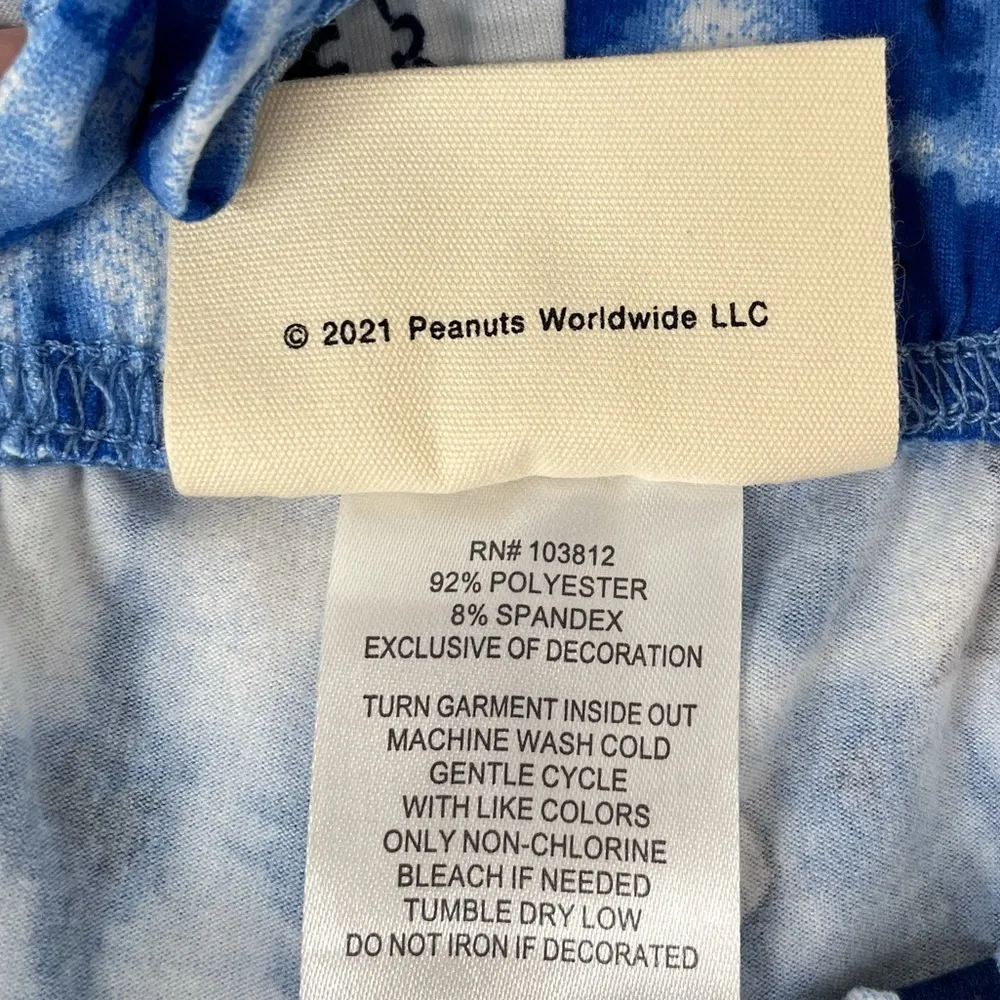 © 2021 Peanuts Worldwide LLC
RN# 103812
92% POLYESTER
8% SPANDEX
EXCLUSIVE OF DECORATION
TURN GARMENT INSIDE OUT
MACHINE WASH COLD
GENTLE CYCLE
WITH LIKE COLORS
ONLY NON-CHLORINE
BLEACH IF NEEDED
TUMBLE DRY LOW
DO NOT IRON IF DECORATED